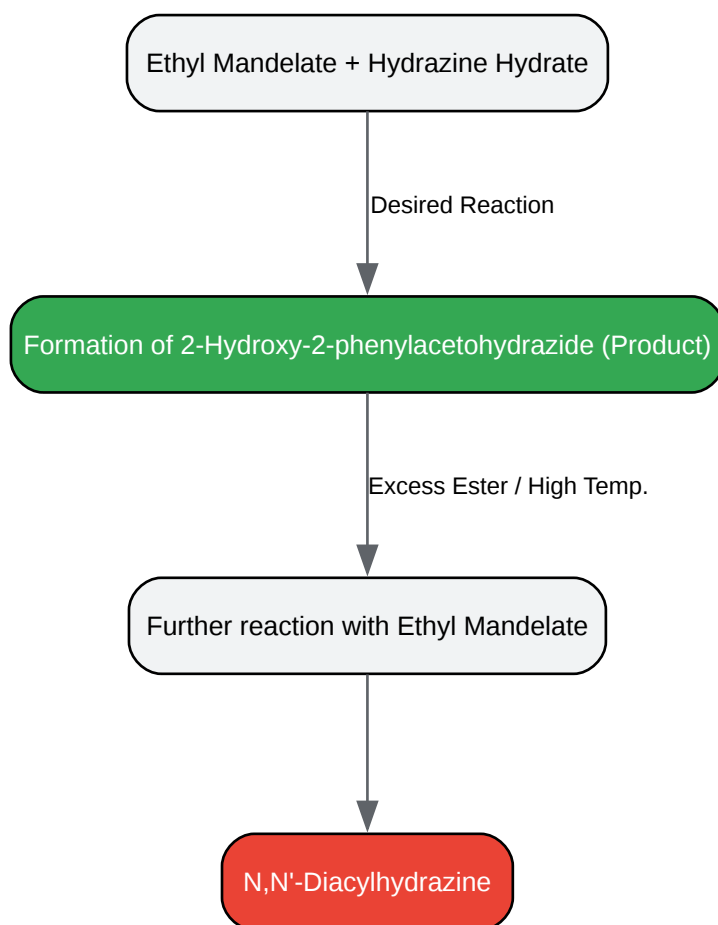 Ethyl Mandelate + Hydrazine Hydrate
Desired Reaction
Formation of 2-Hydroxy-2-phenylacetohydrazide (Product)
Excess Ester / High Temp.
Further reaction with Ethyl Mandelate
N,N'-Diacylhydrazine